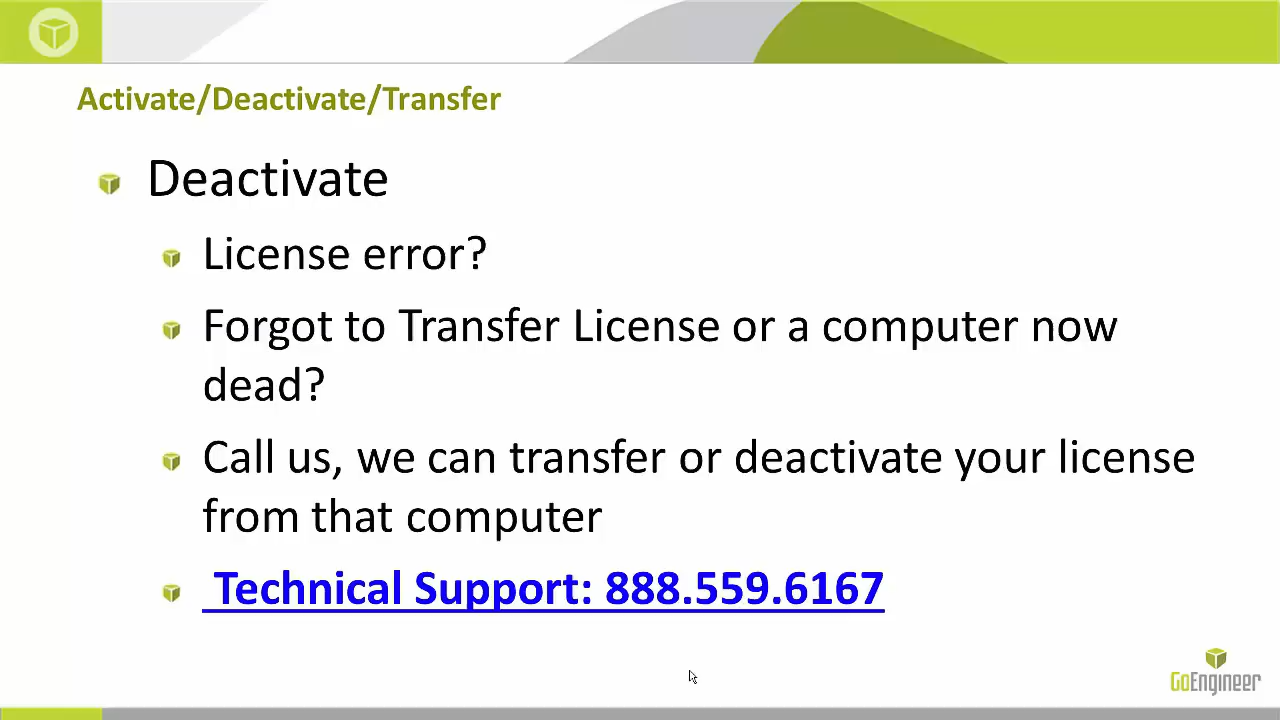 Activate/Deactivate/Transfer
Deactivate
License error?
Forgot to Transfer License or a computer now
dead?
Call us, we can transfer or deactivate your license
from that computer
Technical Support: 888.559.6167
GoEngineer